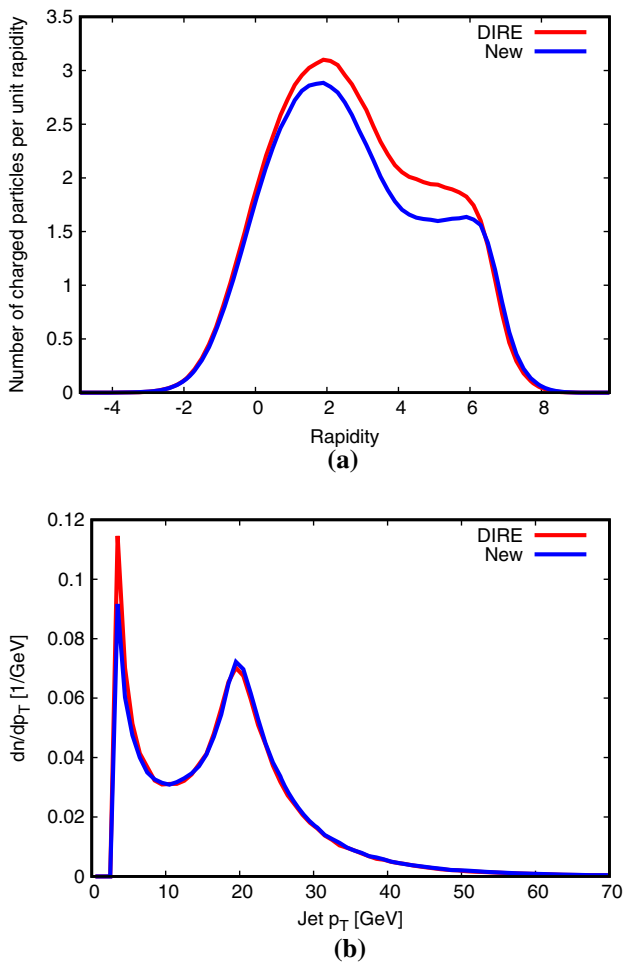 Number of charged particles per unit rapidity
3.5
3
2.5
2
1.5
1
0.5
0
DIRE
New
-4 -2 0 2 4 6 8
Rapidity
(a)
dn/dpT [1/GeV]
0.12
0.1
0.08
0.06
0.04
0.02
0
DIRE
New
0 10 20 30 40 50 60 70
Jet pT [GeV]
(b)